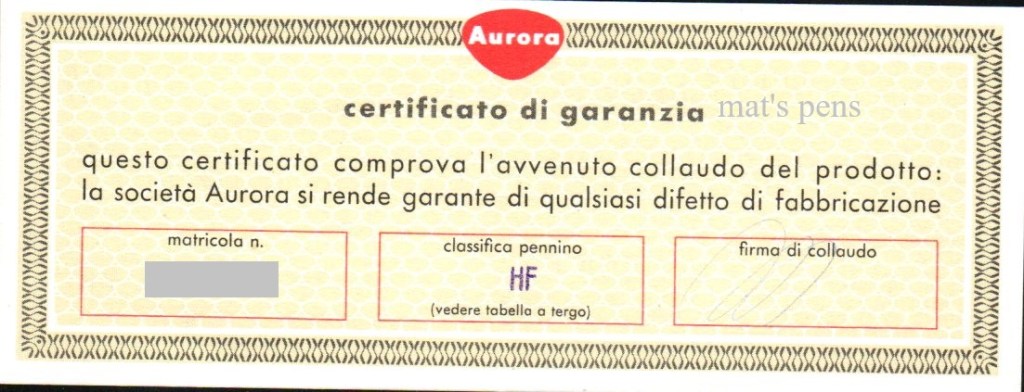 Aurora
certificato di garanzia mat's pens
questo certificato comprova l'avvenuto collaudo del prodotto:
la società Aurora si rende garante di qualsiasi difetto di fabbricazione
matricola n.
classifica pennino
HF
(vedere tabella a tergo)
firma di collaudo